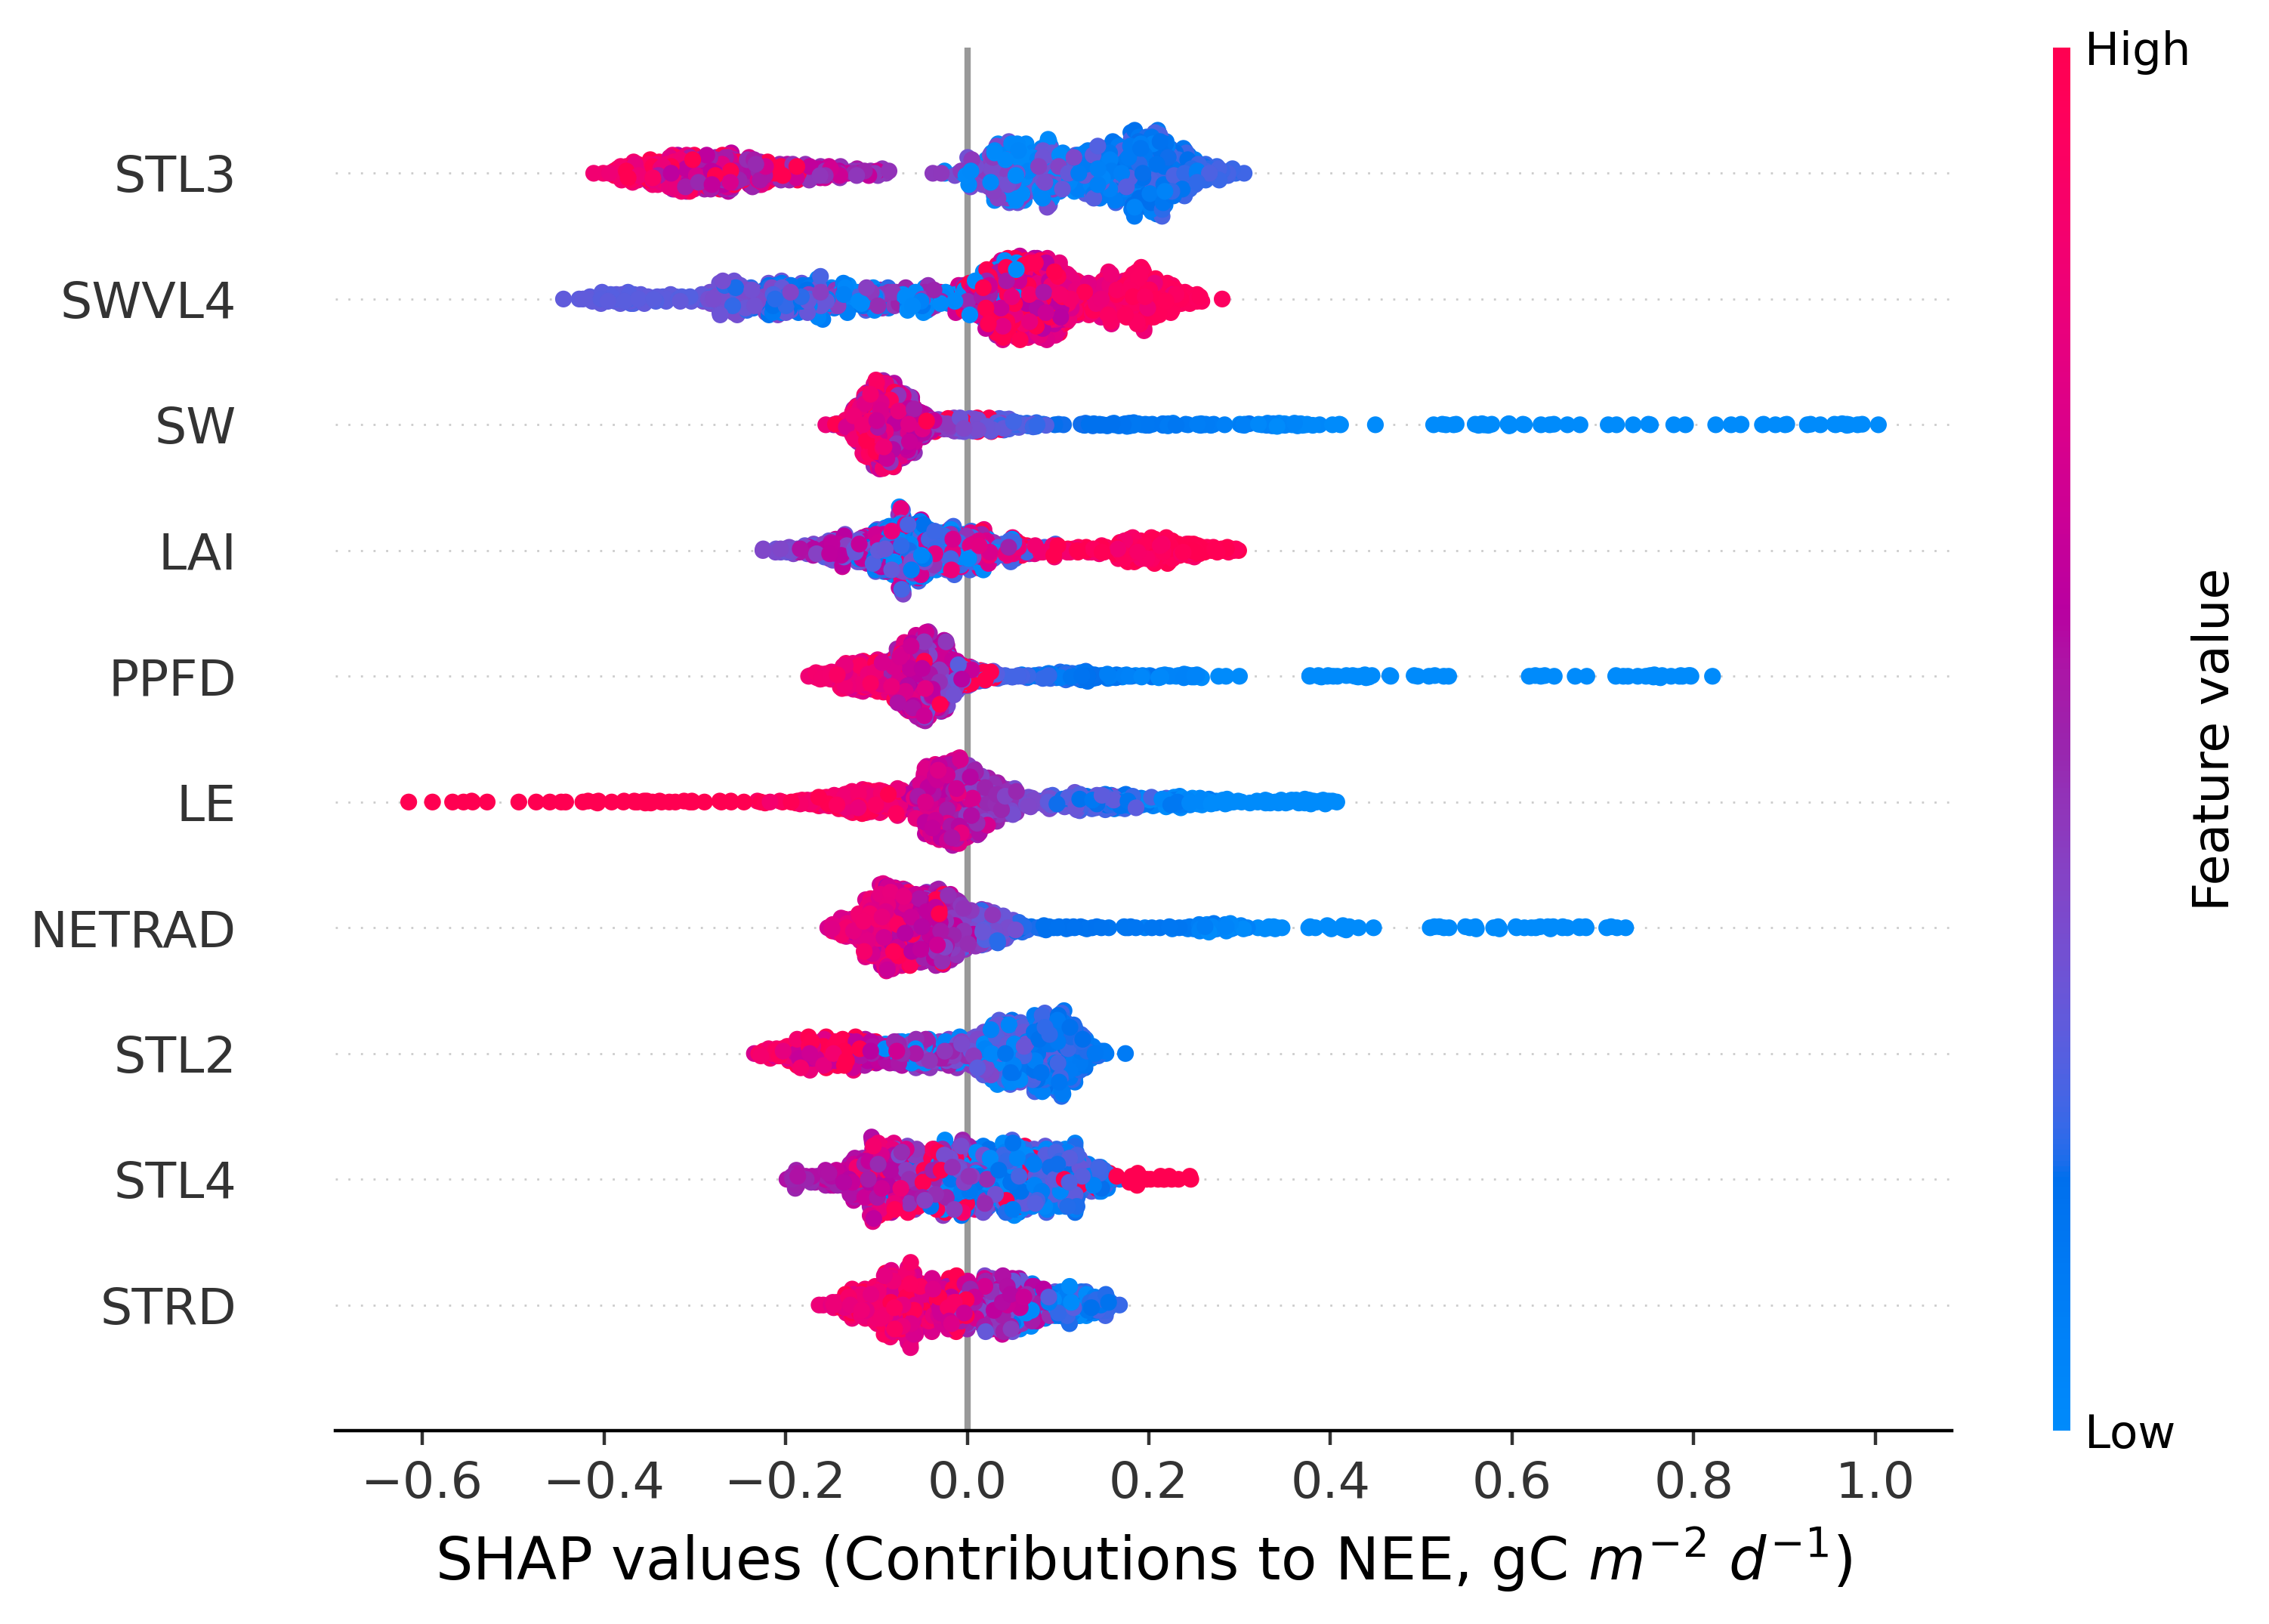 High
STL3
SWVL4
SW
LAI
PPFD
LE
NETRAD
STL2
STL4
STRD
Low
Feature value
−0.6 −0.4 −0.2 0.0 0.2 0.4 0.6 0.8 1.0
SHAP values (Contributions to NEE, gC m⁻² d⁻¹)